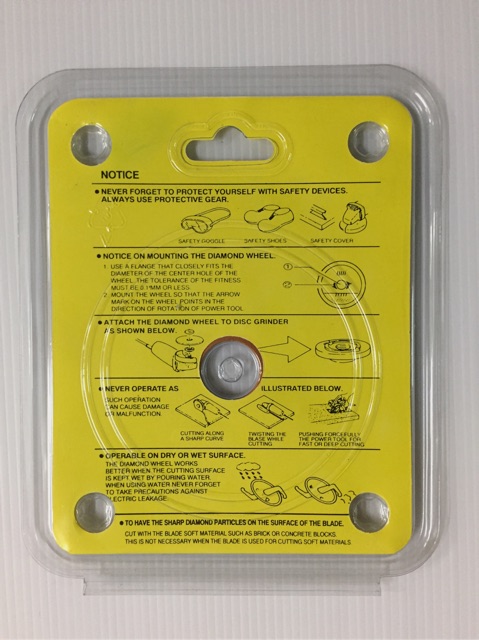 NOTICE
• NEVER FORGET TO PROTECT YOURSELF WITH SAFETY DEVICES.
ALWAYS USE PROTECTIVE GEAR.
SAFETY GOGGLE SAFETY SHOES SAFETY COVER
• NOTICE ON MOUNTING THE DIAMOND WHEEL.
1 USE A FLANGE THAT CLOSELY FITS THE
DIAMETER OF THE CENTER HOLE OF THE
WHEEL .THE TOLERANCE OF THE FITNESS
MUST BE 0.1MM OR LESS.
2 MOUNT THE WHEEL SO THAT THE ARROW
MARK ON THE WHEEL POINTS IN THE
DIRECTION OF ROTATION OF POWER TOOL
1
2
• ATTACH THE DIAMOND WHEEL TO DISC GRINDER
AS SHOWN BELOW.
• NEVER OPERATE AS ILLUSTRATED BELOW.
SUCH OPERATION
CAN CAUSE DAMAGE
OR MALFUNCTION.
CUTTING ALONG
A SHARP CURVE
TWISTING THE
BLASE WHILE
CUTTING
PUSHING FORCEFULLY
THE POWER TOOL FOR
FAST OR DEEP CUTTING
• OPERABLE ON DRY OR WET SURFACE.
THE DIAMOND WHEEL WORKS
BETTER WHEN THE CUTTING SURFACE
IS KEPT WET BY POURING WATER.
WHEN USING WATER NEVER FORGET
TO TAKE PRECAUTIONS AGAINST
ELECTRIC LEAKAGE.
• TO HAVE THE SHARP DIAMOND PARTICLES ON THE SURFACE OF THE BLADE.
CUT WITH THE BLADE SOFT MATERIAL SUCH AS BRICK OR CONCRETE BLOCKS.
THIS IS NOT NECESSARY WHEN THE BLADE IS USED FOR CUTTING SOFT MATERIALS